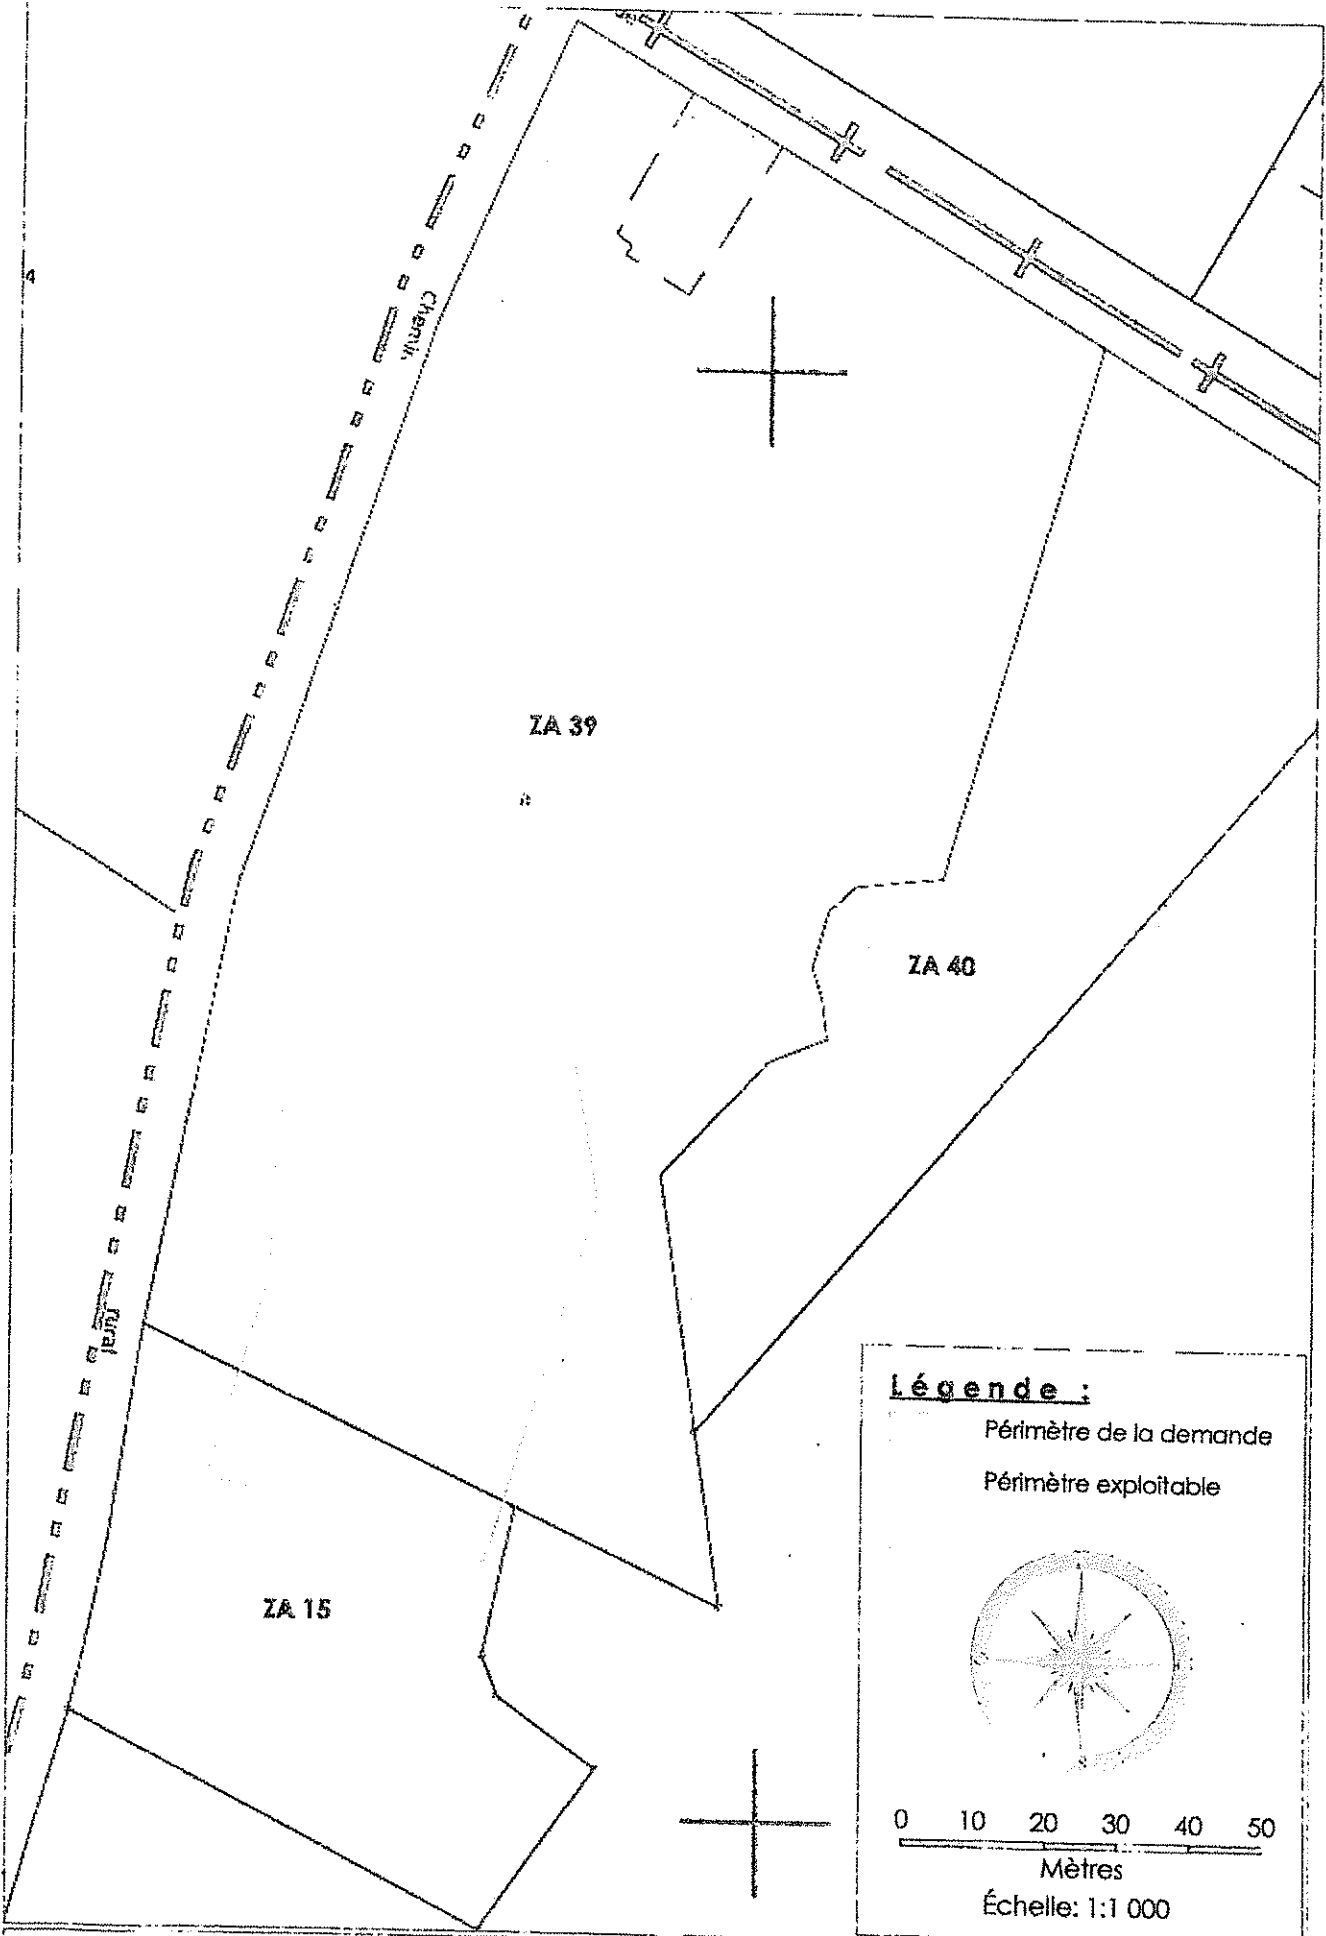 4
Chemin
ZA 39
ZA 40
rural
ZA 15
Légende :
Périmètre de la demande
Périmètre exploitable
S
0 10 20 30 40 50
Mètres
Échelle: 1:1 000